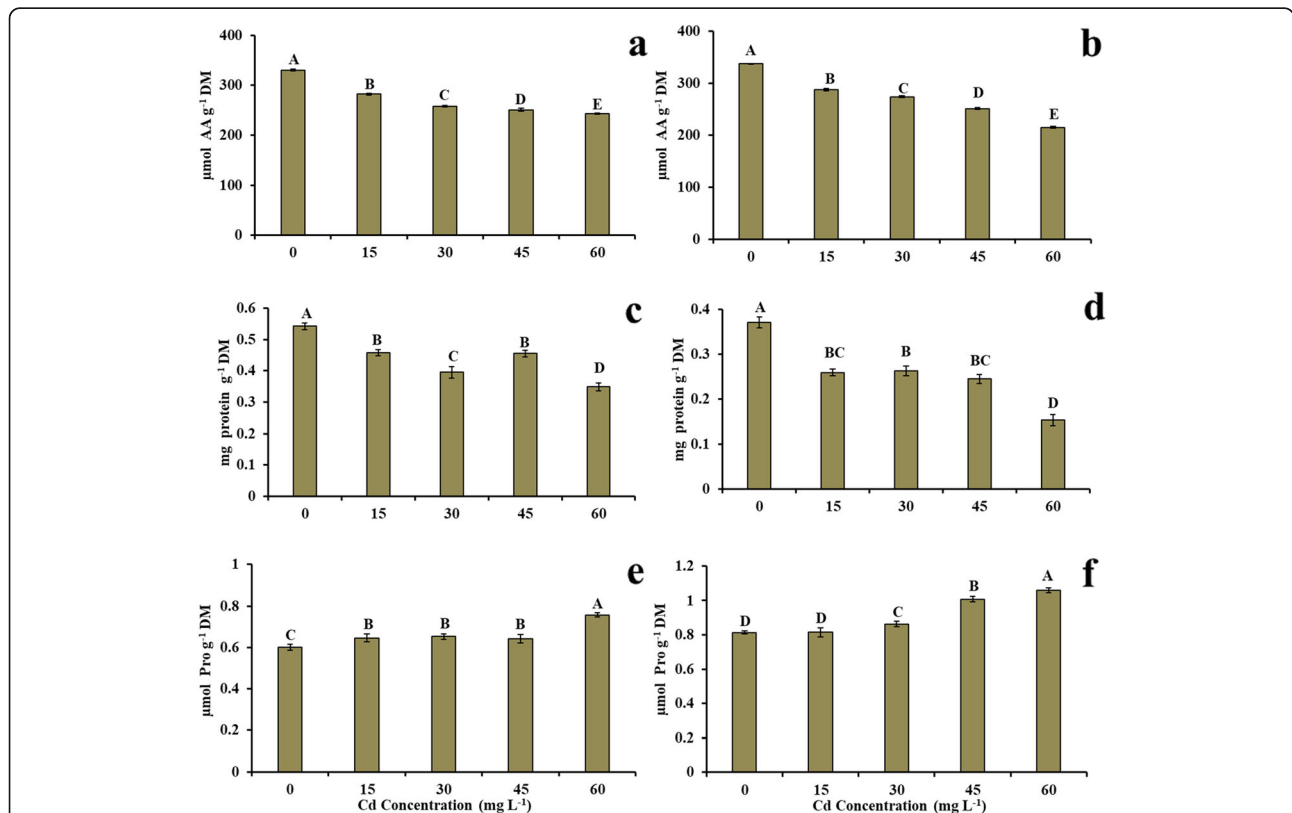 a
400
A
B
C
D
E
300
200
100
0
µmol AA g⁻¹ DM
0 15 30 45 60
b
400
A
B
C
D
E
300
200
100
0
µmol AA g⁻¹ DM
0 15 30 45 60
c
0.6
A
B
C
B
D
0.5
0.4
0.3
0.2
0.1
0
mg protein g⁻¹ DM
0 15 30 45 60
d
0.4
A
BC
B
BC
D
0.3
0.2
0.1
0
mg protein g⁻¹ DM
0 15 30 45 60
e
1
C
B
B
B
A
0.8
0.6
0.4
0.2
0
µmol Pro g⁻¹ DM
0 15 30 45 60
Cd Concentration (mg L⁻¹)
f
1.2
D
D
C
B
A
1
0.8
0.6
0.4
0.2
0
µmol Pro g⁻¹ DM
0 15 30 45 60
Cd Concentration (mg L⁻¹)